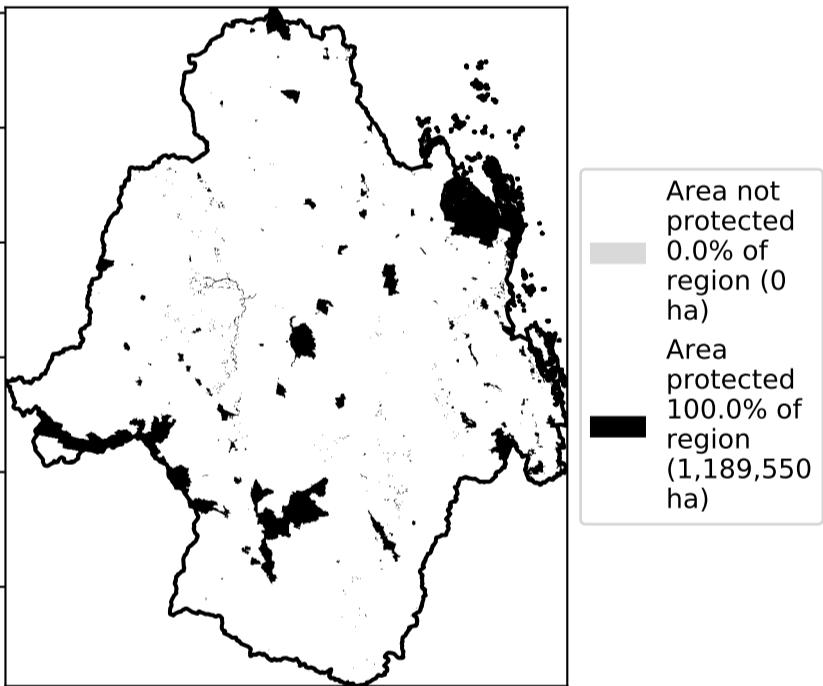 Area not
protected
0.0% of
region (0
ha)
Area
protected
100.0% of
region
(1,189,550
ha)